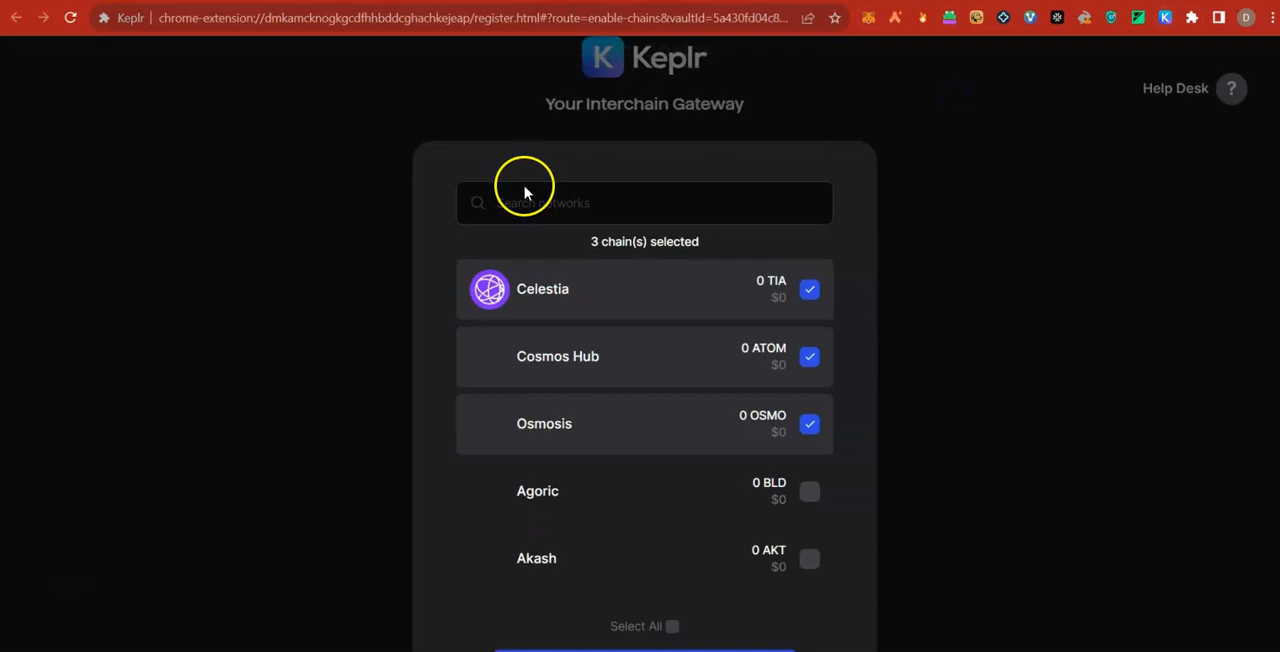 Keplr | chrome-extension://dmkamcknogkgcdfhhbddcghachkejeap/register.html#?route=enable-chains&vaultId=5a430fd04c8... D
K Keplr
Your Interchain Gateway
Help Desk ?
Search networks
3 chain(s) selected
Celestia 0 TIA
$0
Cosmos Hub 0 ATOM
$0
Osmosis 0 OSMO
$0
Agoric 0 BLD
$0
Akash 0 AKT
$0
Select All